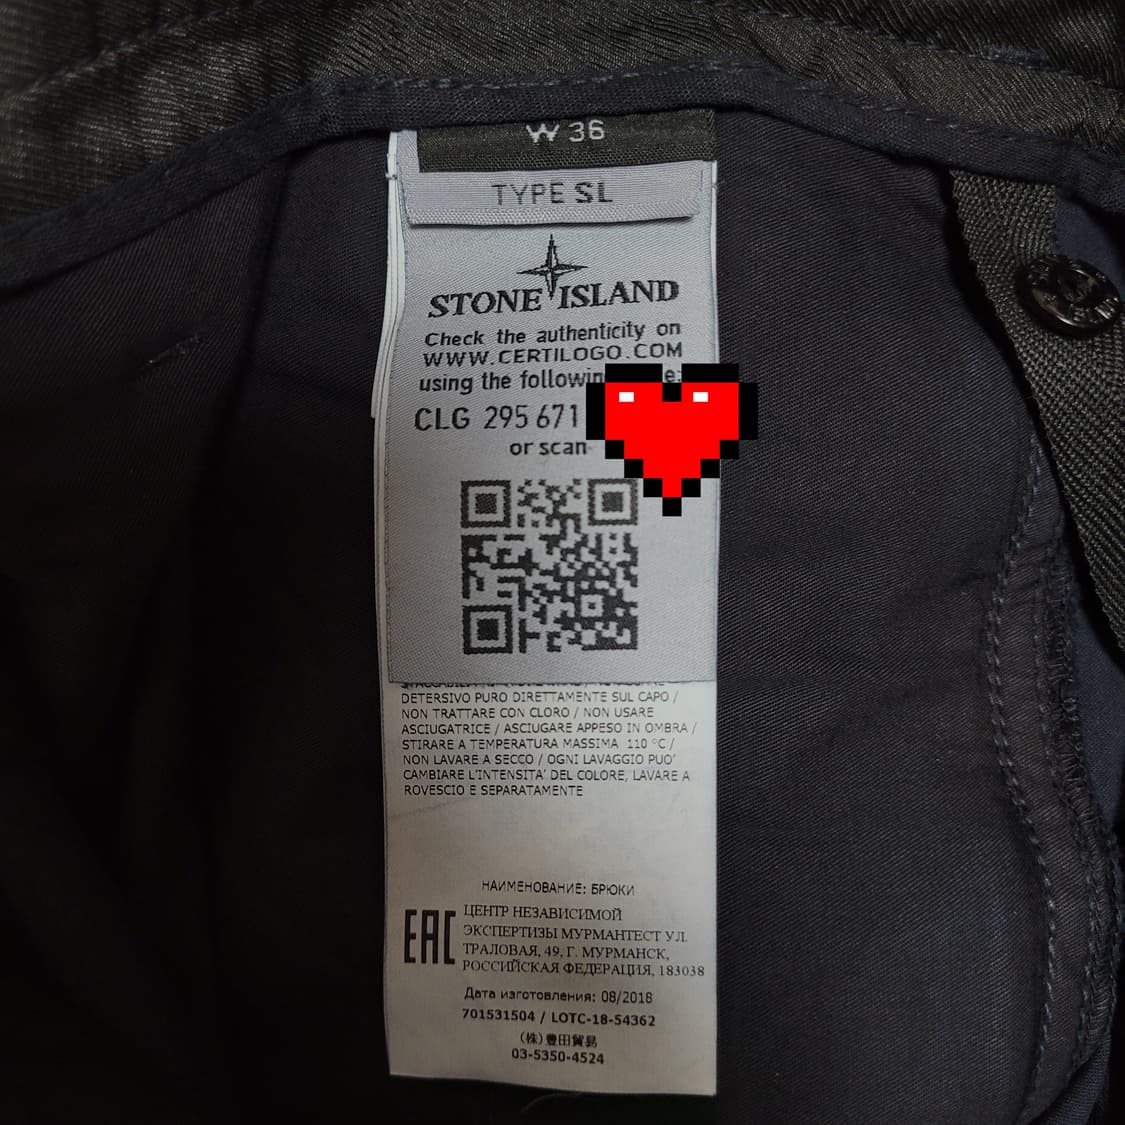 W 36
TYPE SL
STONE ISLAND
Check the authenticity on
WWW.CERTILOGO.COM
using the following
CLG 295 671
or scan
DETERSIVO PURO DIRETTAMENTE SUL CAPO /
NON TRATTARE CON CLORO / NON USARE
ASCIUGATRICE / ASCIUGARE APPESO IN OMBRA /
STIRARE A TEMPERATURA MASSIMA 110 °C /
NON LAVARE A SECCO / OGNI LAVAGGIO PUO'
CAMBIARE L'INTENSITA' DEL COLORE, LAVARE A
ROVESCIO E SEPARATAMENTE
НАИМЕНОВАНИЕ: БРЮКИ
EAC
ЦЕНТР НЕЗАВИСИМОЙ
ЭКСПЕРТИЗЫ МУРМАНТЕСТ УЛ.
ТРАЛОВАЯ, 49, Г. МУРМАНСК,
РОССИЙСКАЯ ФЕДЕРАЦИЯ, 183038
Дата изготовления: 08/2018
701531504 / LOTC-18-54362
(株)豊田貿易
03-5350-4524